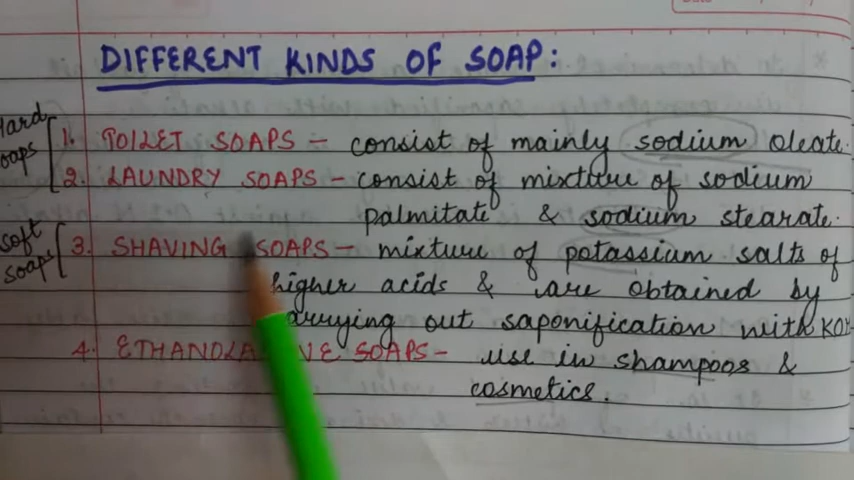 DIFFERENT KINDS OF SOAP:
Hard soaps
1. TOILET SOAPS - consist of mainly sodium oleate.
2. LAUNDRY SOAPS - consist of mixture of sodium
palmitate & sodium stearate.
soft soaps
3. SHAVING SOAPS - mixture of potassium salts of
higher acids & are obtained by
carrying out saponification with KOH
4. ETHANOLAMINE SOAPS - use in shampoos &
cosmetics.